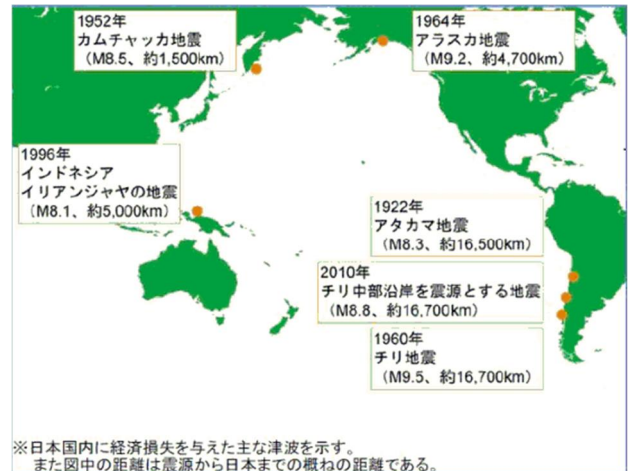 1952年
カムチャッカ地震
（M8.5、約1,500km）
1964年
アラスカ地震
（M9.2、約4,700km）
1996年
インドネシア
イリアンジャヤの地震
（M8.1、約5,000km）
1922年
アタカマ地震
（M8.3、約16,500km）
2010年
チリ中部沿岸を震源とする地震
（M8.8、約16,700km）
1960年
チリ地震
（M9.5、約16,700km）
※日本国内に経済損失を与えた主な津波を示す。
また図中の距離は震源から日本までの概ねの距離である。